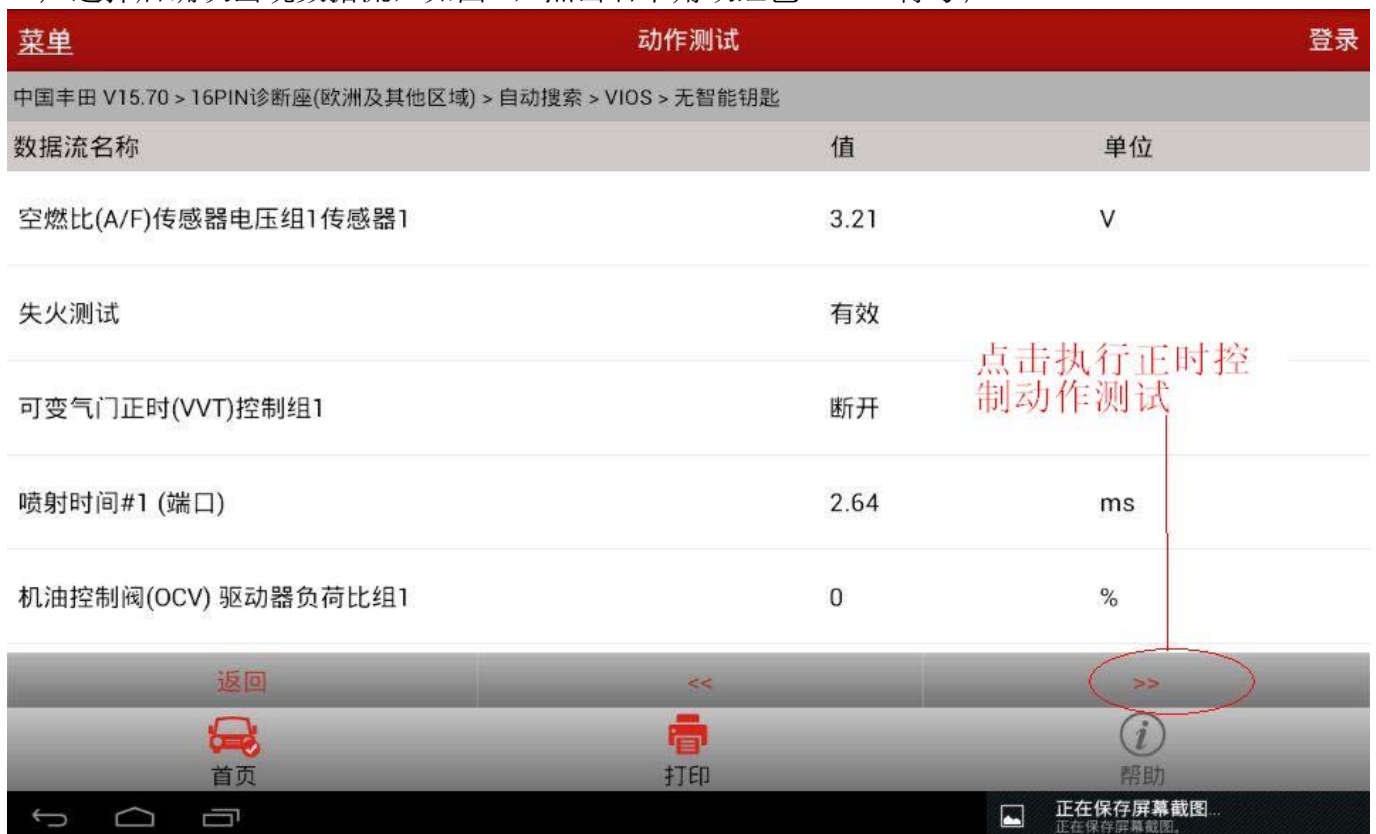 菜单 动作测试 登录
中国丰田 V15.70 > 16PIN诊断座(欧洲及其他区域) > 自动搜索 > VIOS > 无智能钥匙
数据流名称 值 单位
空燃比(A/F)传感器电压组1传感器1 3.21 V
失火测试 有效
点击执行正时控
制动作测试
可变气门正时(VVT)控制组1 断开
喷射时间#1 (端口) 2.64 ms
机油控制阀(OCV) 驱动器负荷比组1 0 %
返回 << >>
首页 打印 帮助
正在保存屏幕截图...
正在保存屏幕截图。